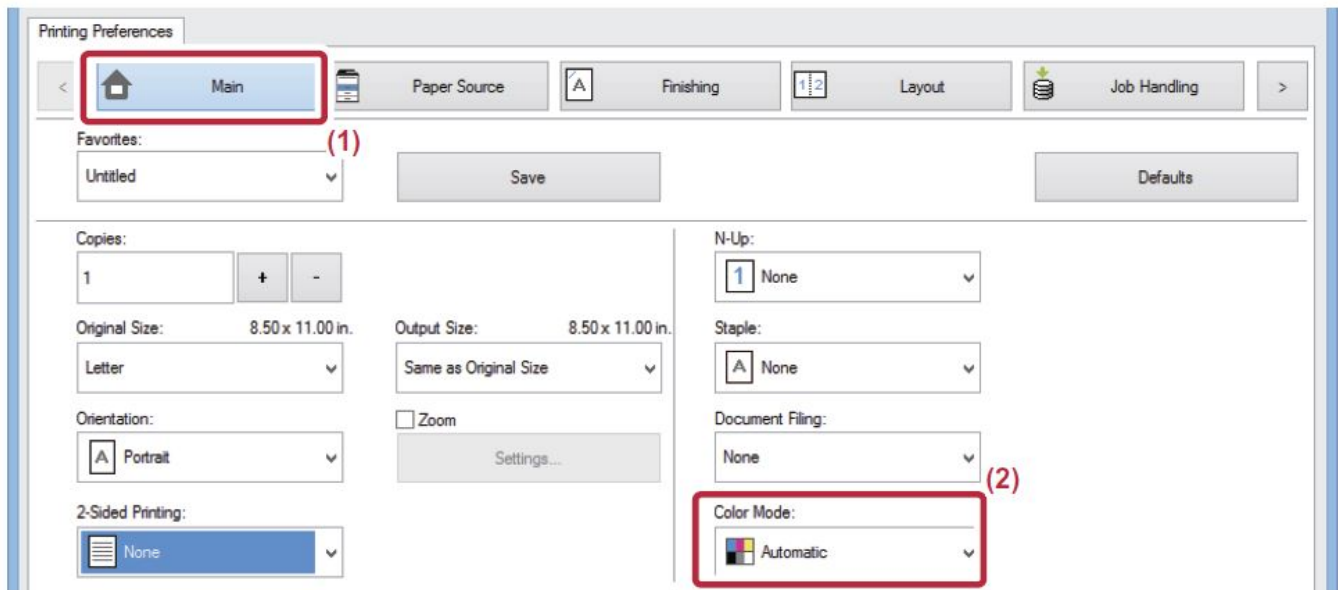 Printing Preferences
< Main Paper Source A Finishing 1 2 Layout Job Handling >
(1)
Favorites:
Untitled Save Defaults
Copies: N-Up:
1 + - 1 None
Original Size: 8.50 x 11.00 in. Output Size: 8.50 x 11.00 in. Staple:
Letter Same as Original Size A None
Orientation: Zoom Document Filing:
A Portrait Settings... None
(2)
2-Sided Printing: Color Mode:
None Automatic